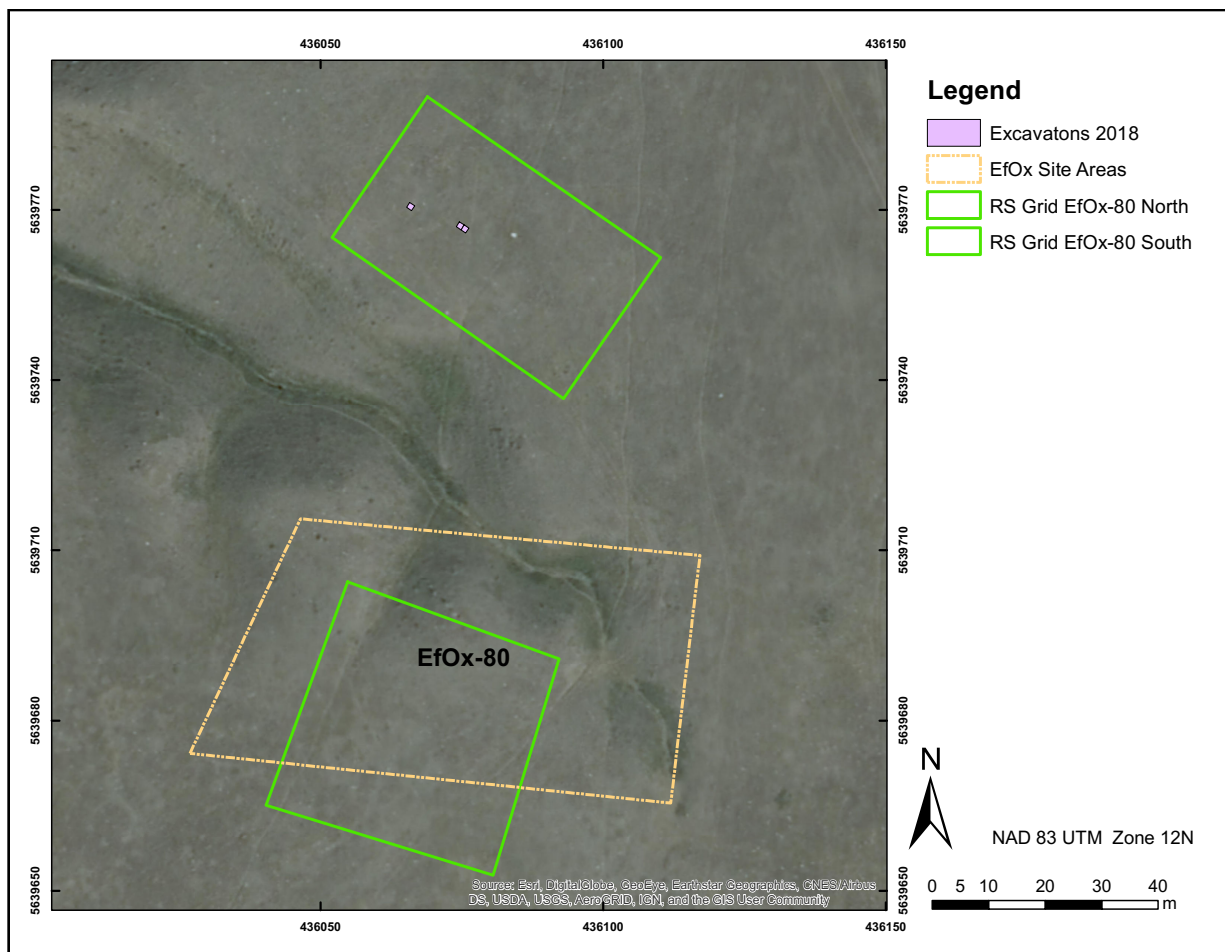 436050 436100 436150
Legend
Excavatons 2018
EfOx Site Areas
RS Grid EfOx-80 North
RS Grid EfOx-80 South
5639770 5639770
5639740 5639740
5639710 5639710
EfOx-80
5639680 5639680
N
NAD 83 UTM Zone 12N
5639650 5639650
Source: Esri, DigitalGlobe, GeoEye, Earthstar Geographics, CNES/Airbus
DS, USDA, USGS, AeroGRID, IGN, and the GIS User Community
0 5 10 20 30 40
m
436050 436100 436150